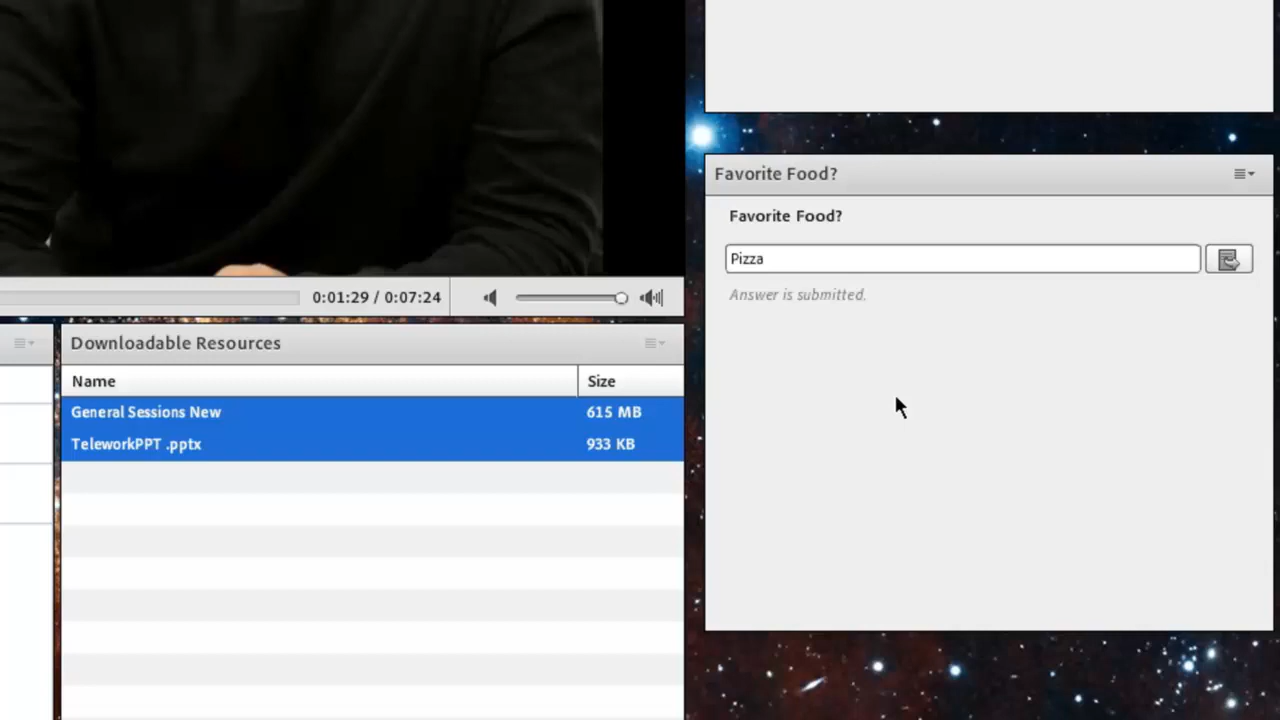 0:01:29 / 0:07:24
Downloadable Resources
Name Size
General Sessions New 615 MB
TeleworkPPT .pptx 933 KB
Favorite Food?
Favorite Food?
Pizza
Answer is submitted.